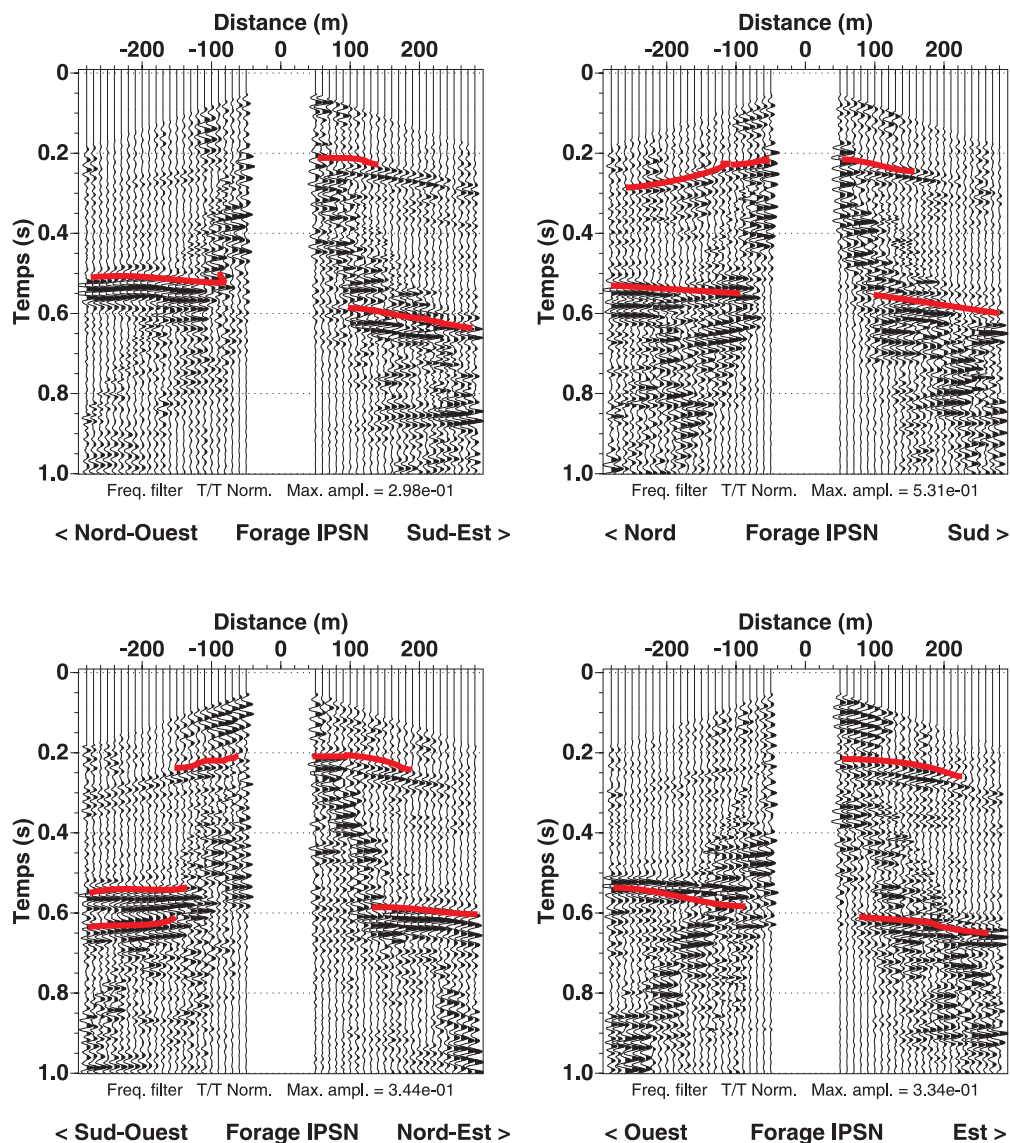 Distance (m)
-200 -100 0 100 200
0
0.2
0.4
0.6
0.8
1.0
Temps (s)
Freq. filter T/T Norm. Max. ampl. = 2.98e-01
< Nord-Ouest Forage IPSN Sud-Est >
Distance (m)
-200 -100 0 100 200
0
0.2
0.4
0.6
0.8
1.0
Temps (s)
Freq. filter T/T Norm. Max. ampl. = 5.31e-01
< Nord Forage IPSN Sud >
Distance (m)
-200 -100 0 100 200
0
0.2
0.4
0.6
0.8
1.0
Temps (s)
Freq. filter T/T Norm. Max. ampl. = 3.44e-01
< Sud-Ouest Forage IPSN Nord-Est >
Distance (m)
-200 -100 0 100 200
0
0.2
0.4
0.6
0.8
1.0
Temps (s)
Freq. filter T/T Norm. Max. ampl. = 3.34e-01
< Ouest Forage IPSN Est >